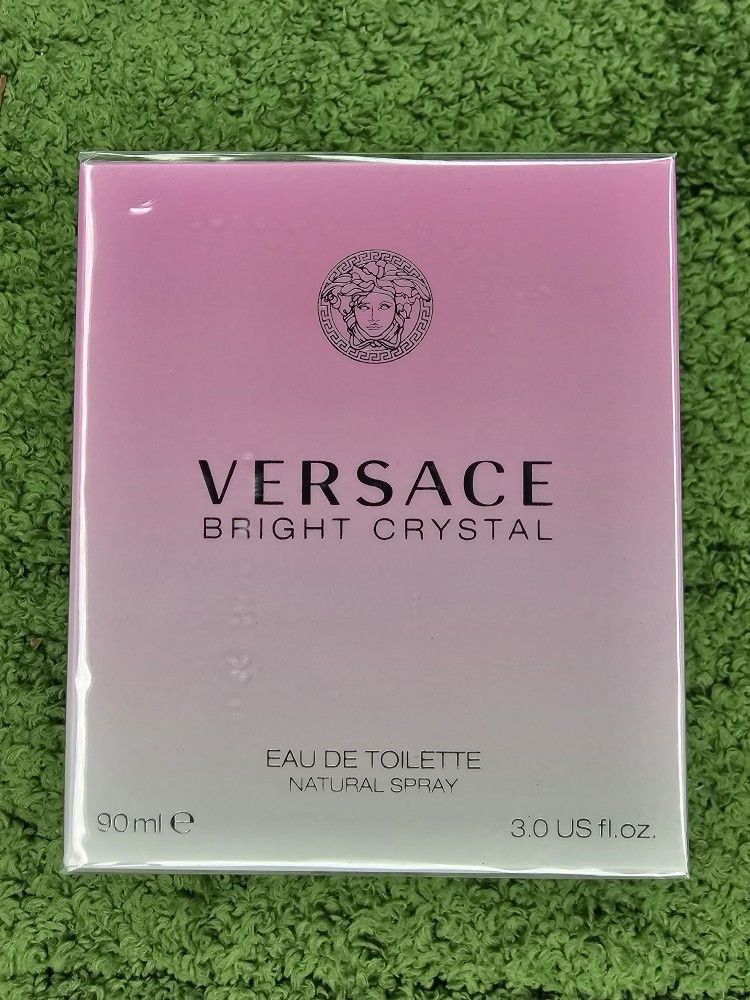 VERSACE
BRIGHT CRYSTAL
EAU DE TOILETTE
NATURAL SPRAY
90 ml ℮
3.0 US fl.oz.